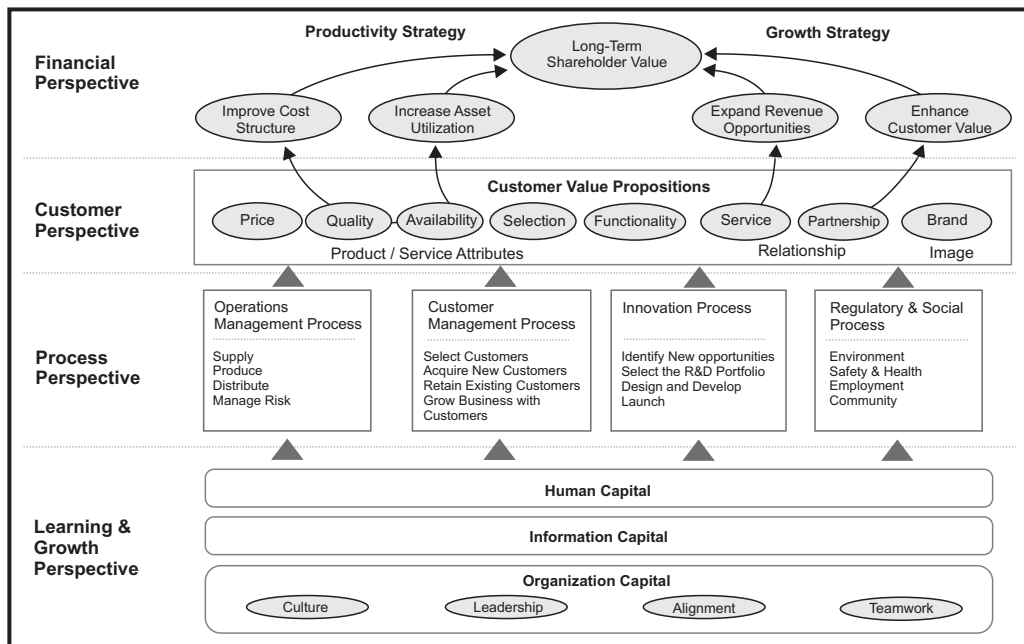 Productivity Strategy
Growth Strategy
Long-Term
Shareholder Value
Financial
Perspective
Improve Cost
Structure
Increase Asset
Utilization
Expand Revenue
Opportunities
Enhance
Customer Value
Customer
Perspective
Customer Value Propositions
Price
Quality
Availability
Selection
Functionality
Service
Partnership
Brand
Product / Service Attributes
Relationship
Image
Process
Perspective
Operations
Management Process
Supply
Produce
Distribute
Manage Risk
Customer
Management Process
Select Customers
Acquire New Customers
Retain Existing Customers
Grow Business with
Customers
Innovation Process
Identify New opportunities
Select the R&D Portfolio
Design and Develop
Launch
Regulatory & Social
Process
Environment
Safety & Health
Employment
Community
Learning &
Growth
Perspective
Human Capital
Information Capital
Organization Capital
Culture
Leadership
Alignment
Teamwork